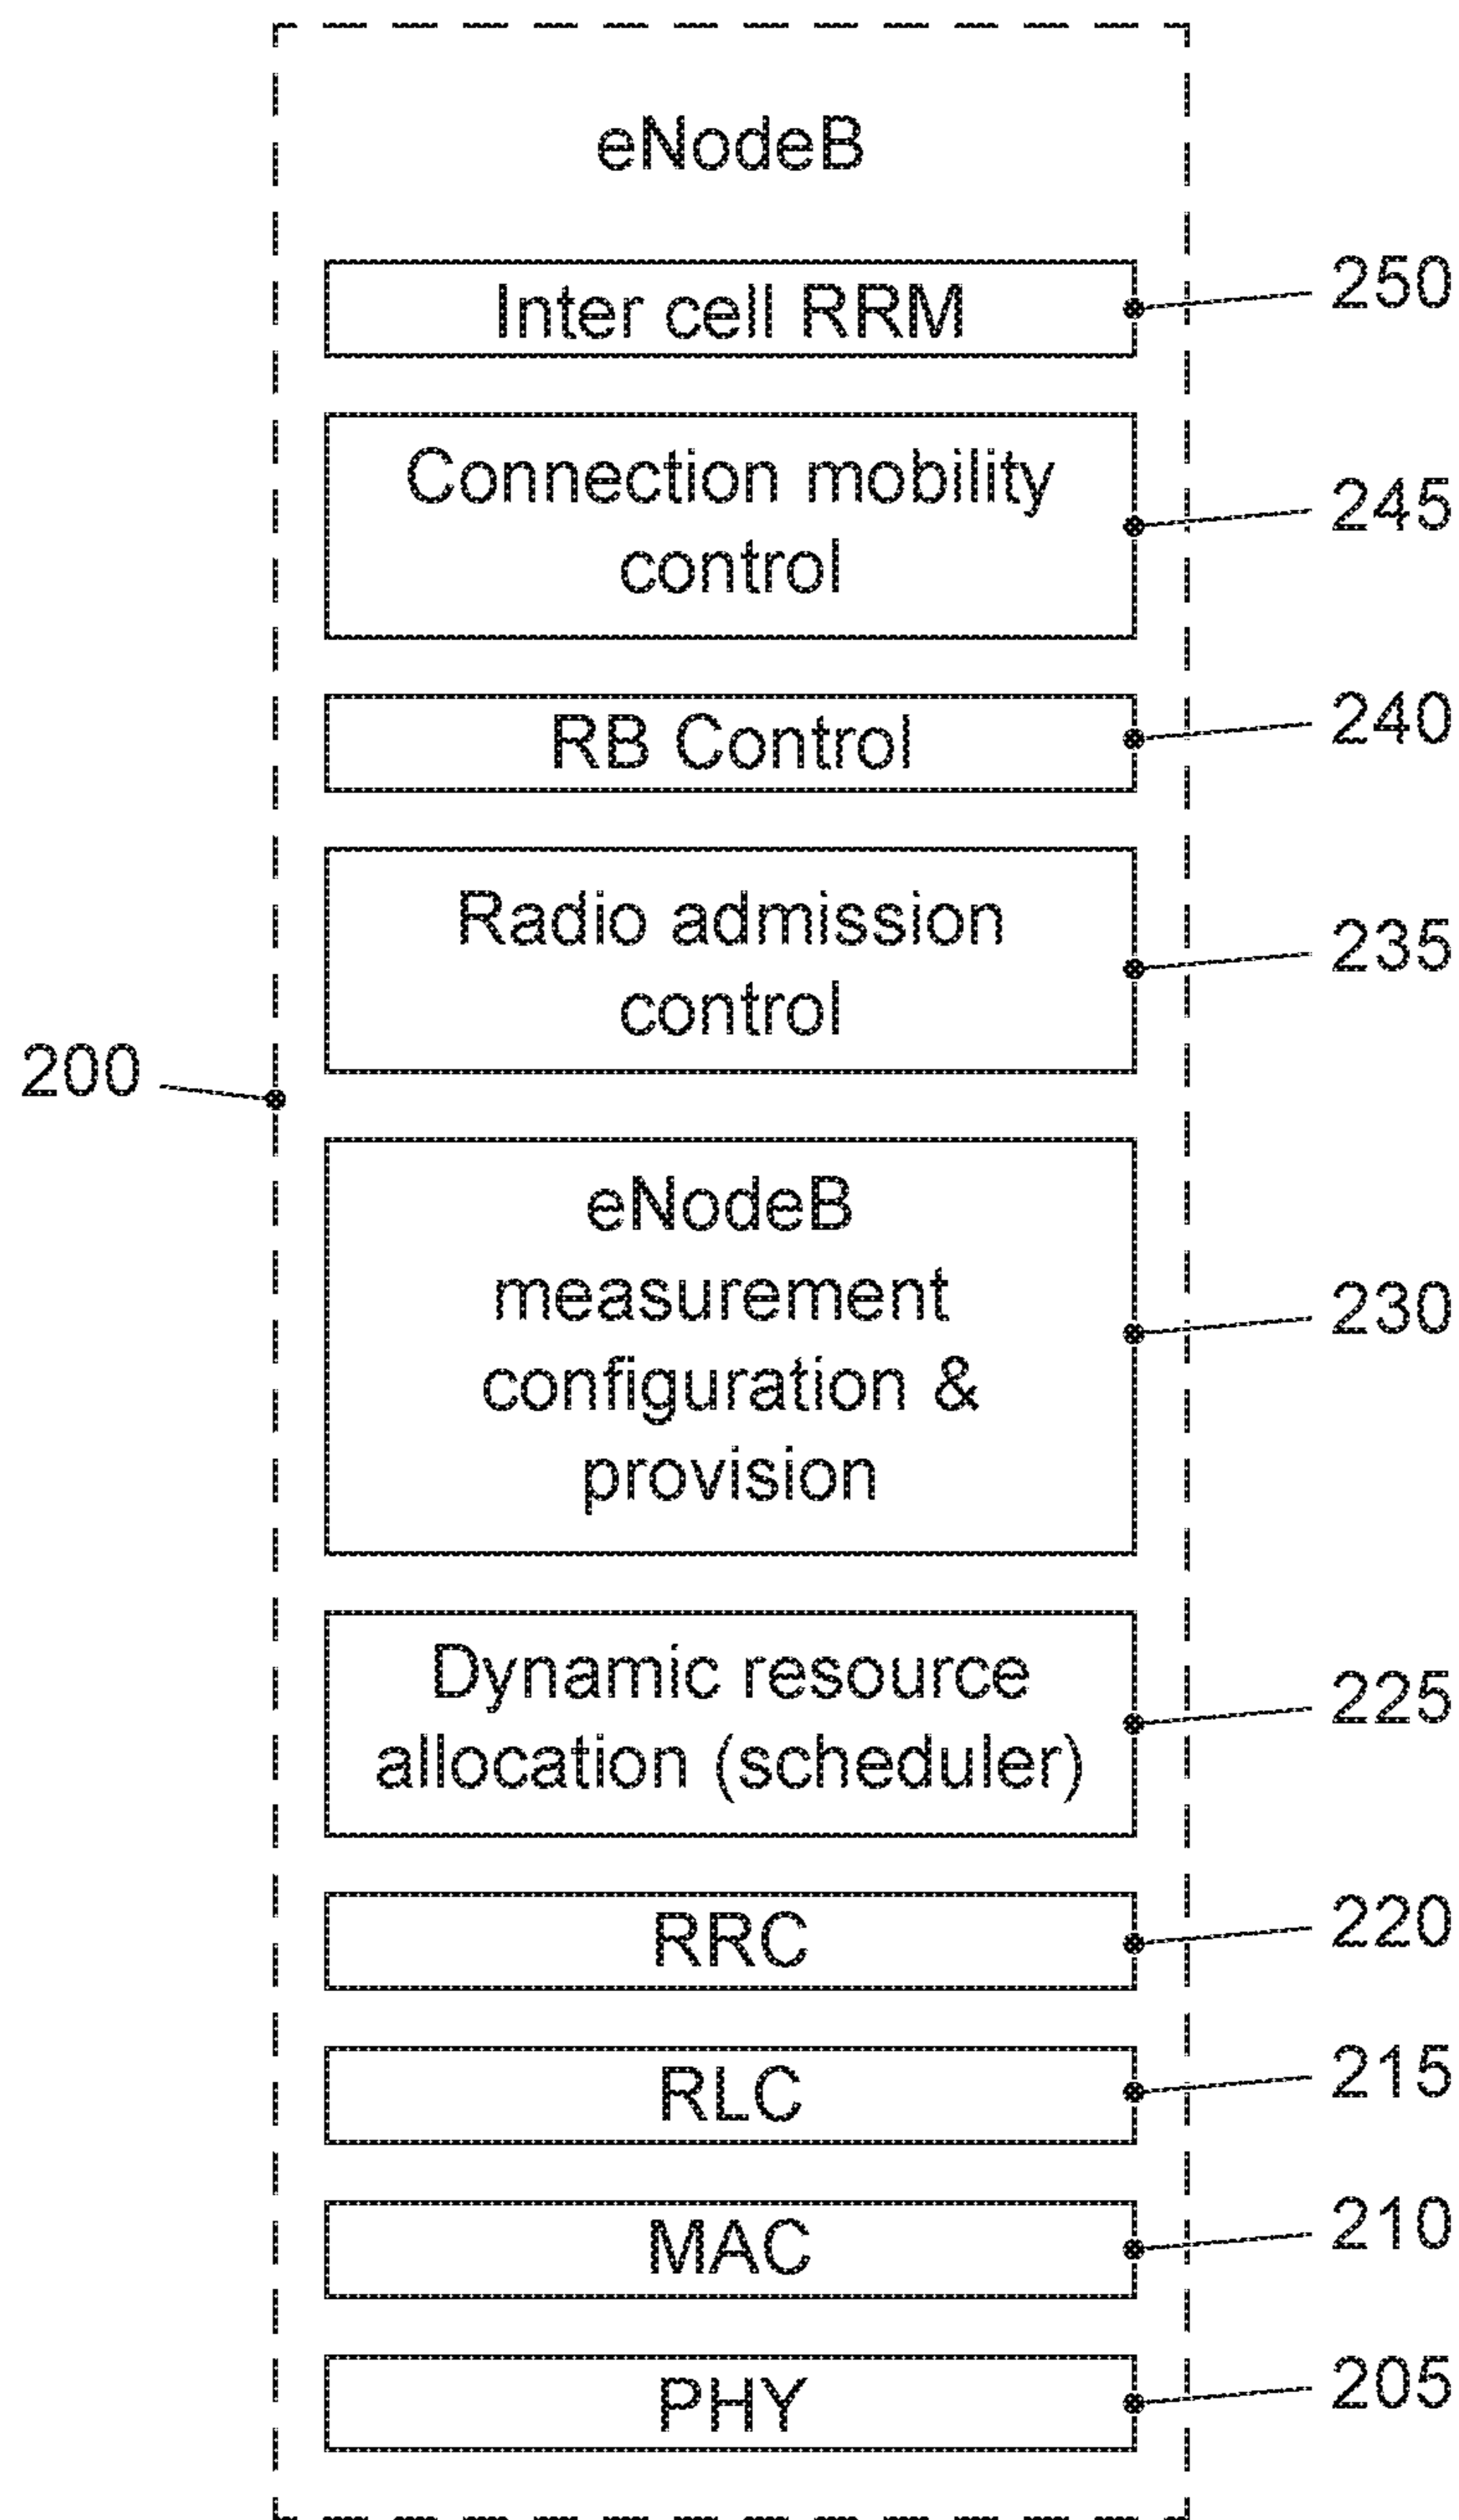 eNodeB
Inter cell RRM
250
Connection mobility
control
245
RB Control
240
Radio admission
control
235
200
eNodeB
measurement
configuration &
provision
230
Dynamic resource
allocation (scheduler)
225
RRC
220
RLC
215
MAC
210
PHY
205